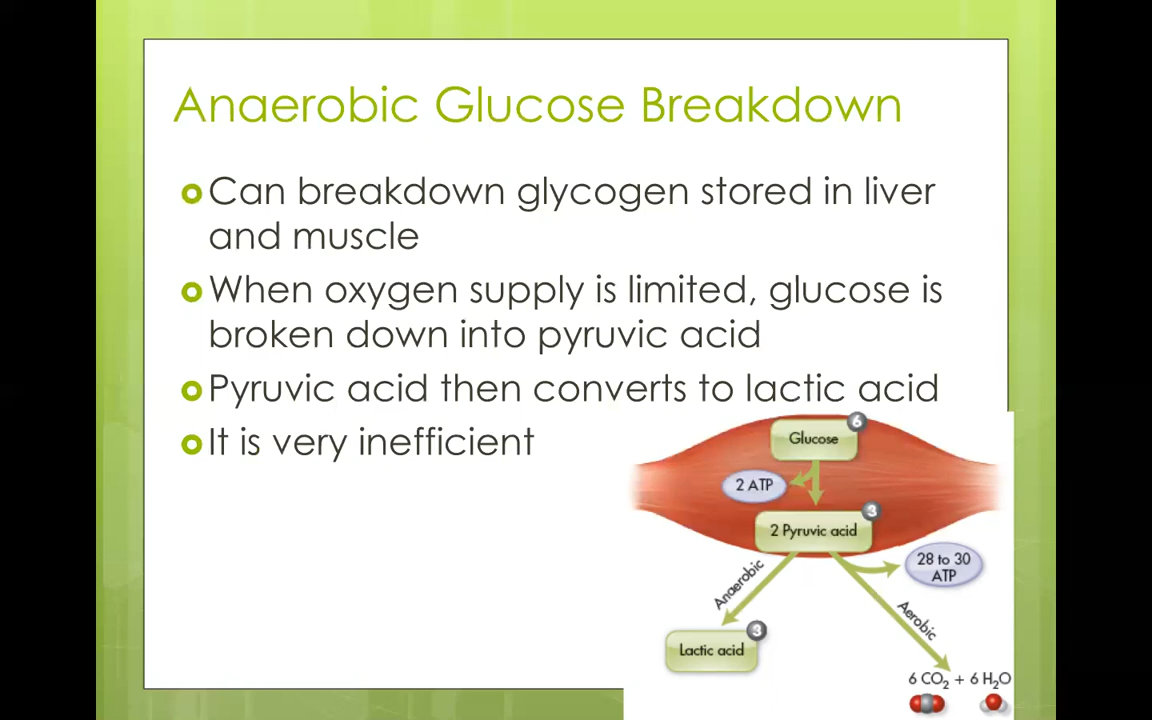 Anaerobic Glucose Breakdown
Can breakdown glycogen stored in liver
and muscle
When oxygen supply is limited, glucose is
broken down into pyruvic acid
Pyruvic acid then converts to lactic acid
It is very inefficient
6
Glucose
2 ATP
3
2 Pyruvic acid
28 to 30
ATP
Anaerobic
Aerobic
3
Lactic acid
6 CO₂ + 6 H₂O